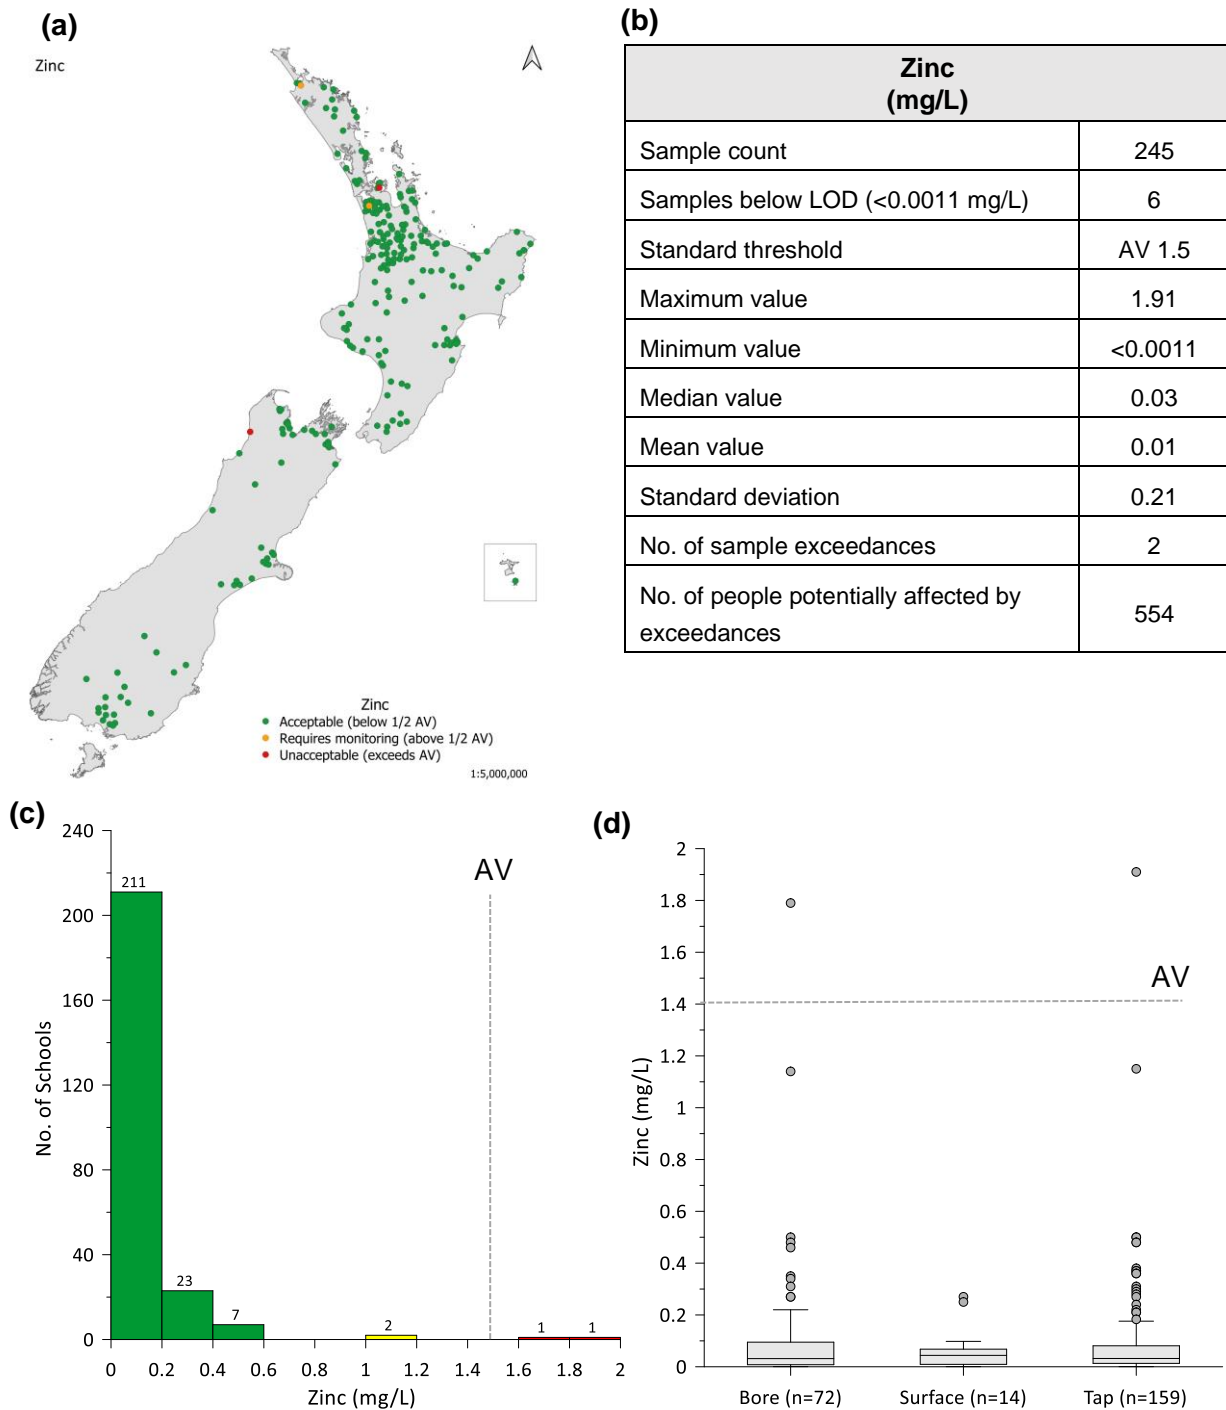 (a)
Zinc
Zinc
Acceptable (below 1/2 AV)
Requires monitoring (above 1/2 AV)
Unacceptable (exceeds AV)
1:5,000,000
(b)
Zinc
(mg/L)
Sample count 245
Samples below LOD (<0.0011 mg/L) 6
Standard threshold AV 1.5
Maximum value 1.91
Minimum value <0.0011
Median value 0.03
Mean value 0.01
Standard deviation 0.21
No. of sample exceedances 2
No. of people potentially affected by
exceedances 554
(c)
240
200
160
120
80
40
0
No. of Schools
211
23
7
2
1 1
AV
0 0.2 0.4 0.6 0.8 1 1.2 1.4 1.6 1.8 2
Zinc (mg/L)
(d)
2
1.8
1.6
1.4
1.2
1
0.8
0.6
0.4
0.2
0
Zinc (mg/L)
AV
Bore (n=72) Surface (n=14) Tap (n=159)